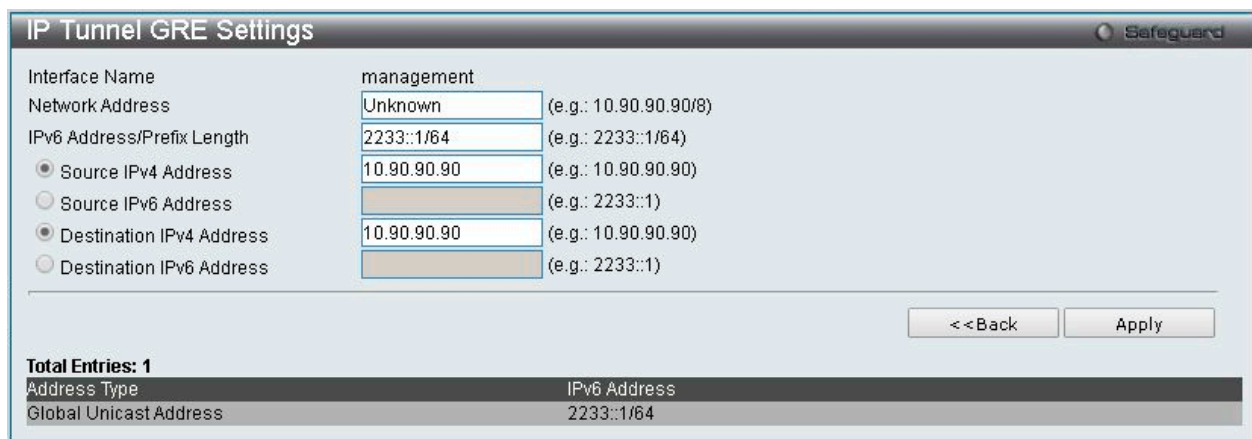 IP Tunnel GRE Settings Safeguard
Interface Name management
Network Address Unknown (e.g.: 10.90.90.90/8)
IPv6 Address/Prefix Length 2233::1/64 (e.g.: 2233::1/64)
Source IPv4 Address 10.90.90.90 (e.g.: 10.90.90.90)
Source IPv6 Address (e.g.: 2233::1)
Destination IPv4 Address 10.90.90.90 (e.g.: 10.90.90.90)
Destination IPv6 Address (e.g.: 2233::1)
<<Back Apply
Total Entries: 1
Address Type IPv6 Address
Global Unicast Address 2233::1/64